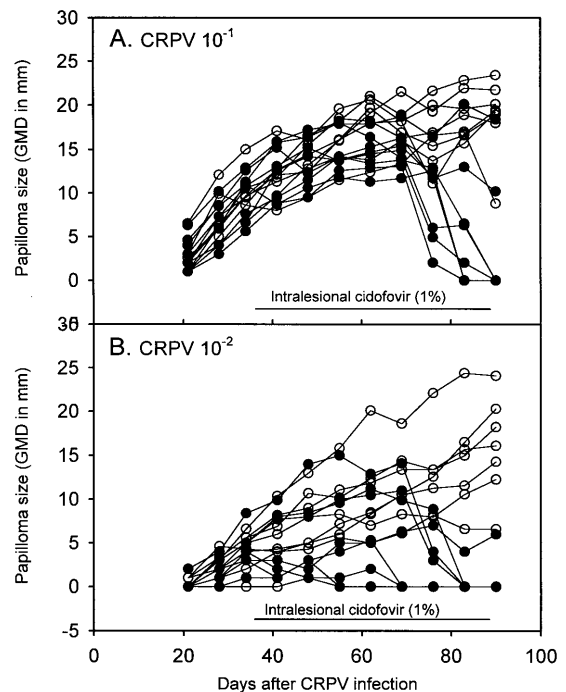 30
A. CRPV 10-1
25
20
15
10
5
0
Papilloma size (GMD in mm)
Intralesional cidofovir (1%)
B. CRPV 10-2
25
20
15
10
5
0
-5
Papilloma size (GMD in mm)
Intralesional cidofovir (1%)
0 20 40 60 80 100
Days after CRPV infection